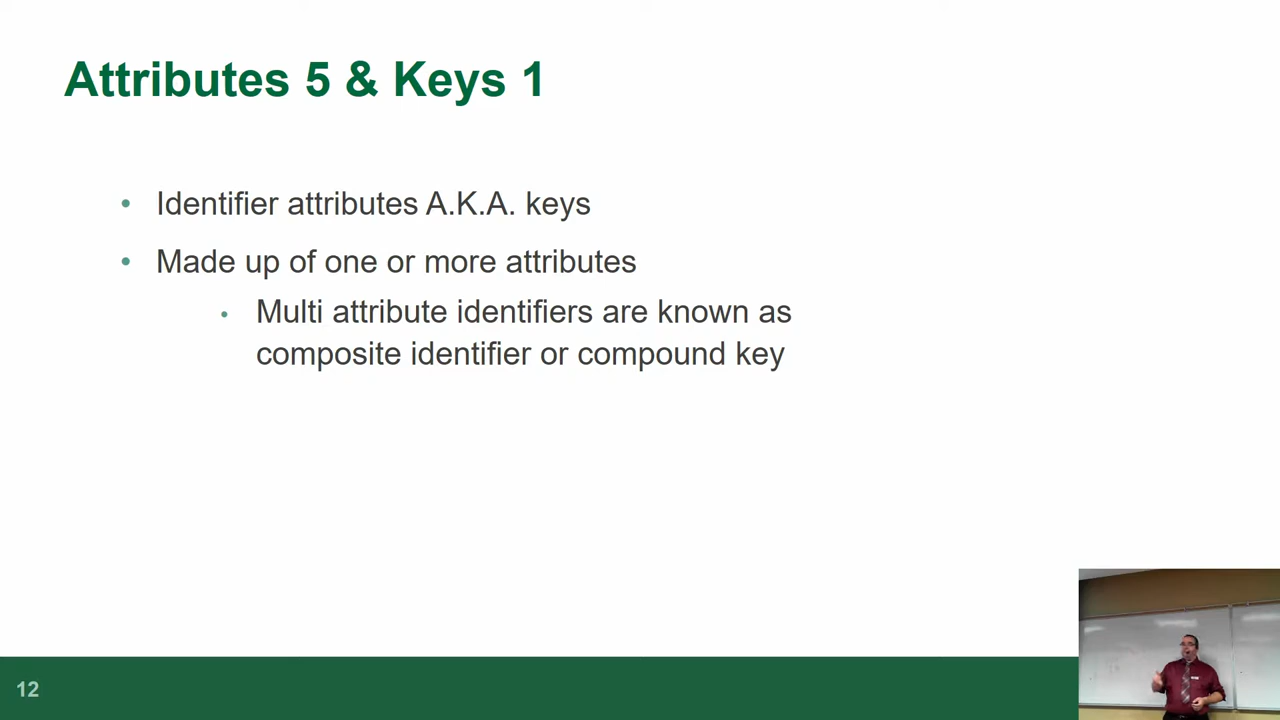 Attributes 5 & Keys 1
• Identifier attributes A.K.A. keys
• Made up of one or more attributes
• Multi attribute identifiers are known as
composite identifier or compound key
12